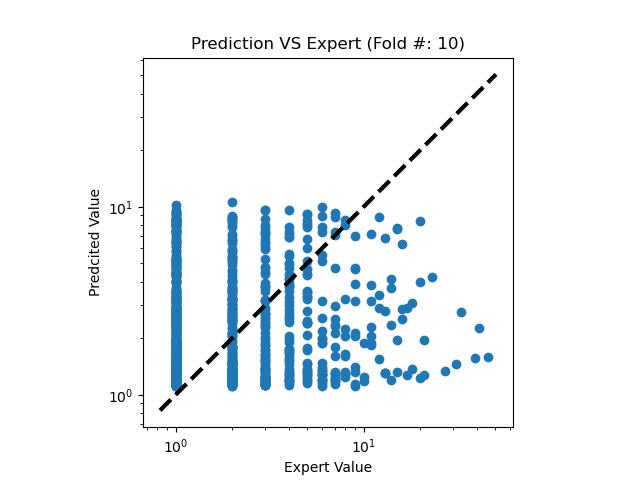 Prediction VS Expert (Fold #: 10)
Predcited Value
10¹
10⁰
10⁰
10¹
Expert Value